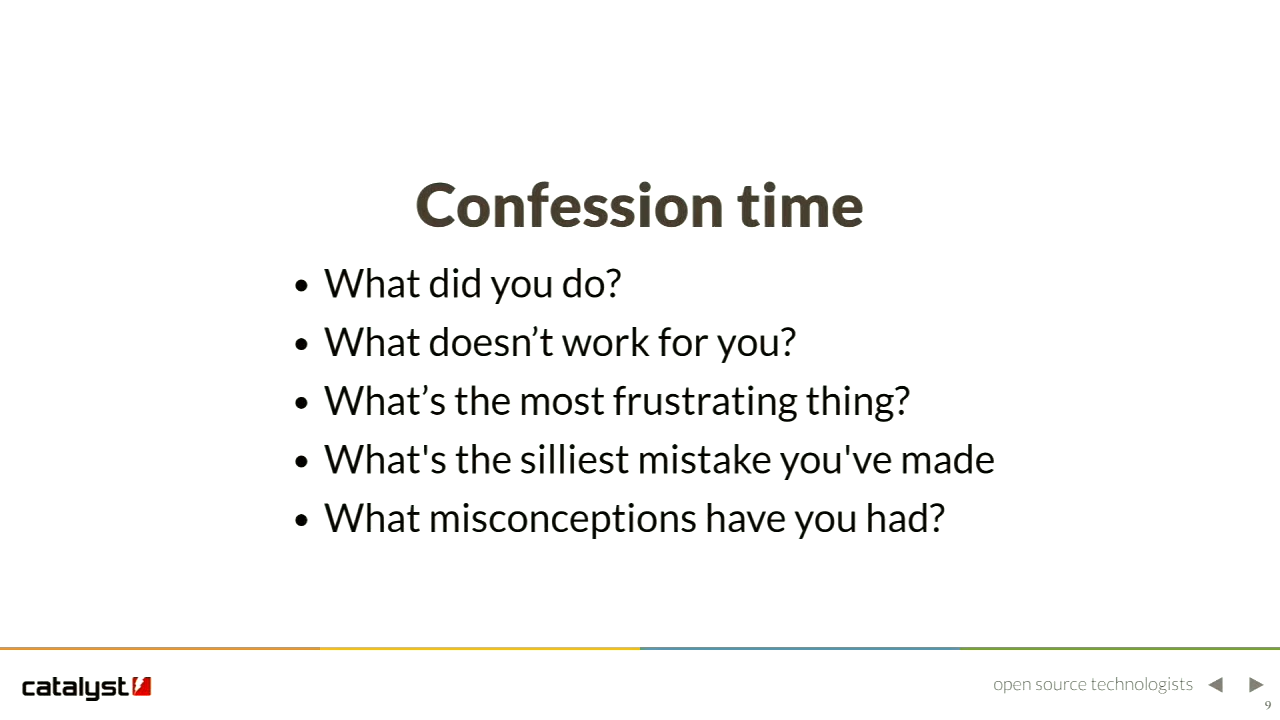 Confession time
• What did you do?
• What doesn’t work for you?
• What’s the most frustrating thing?
• What's the silliest mistake you've made
• What misconceptions have you had?
catalyst
open source technologists
9